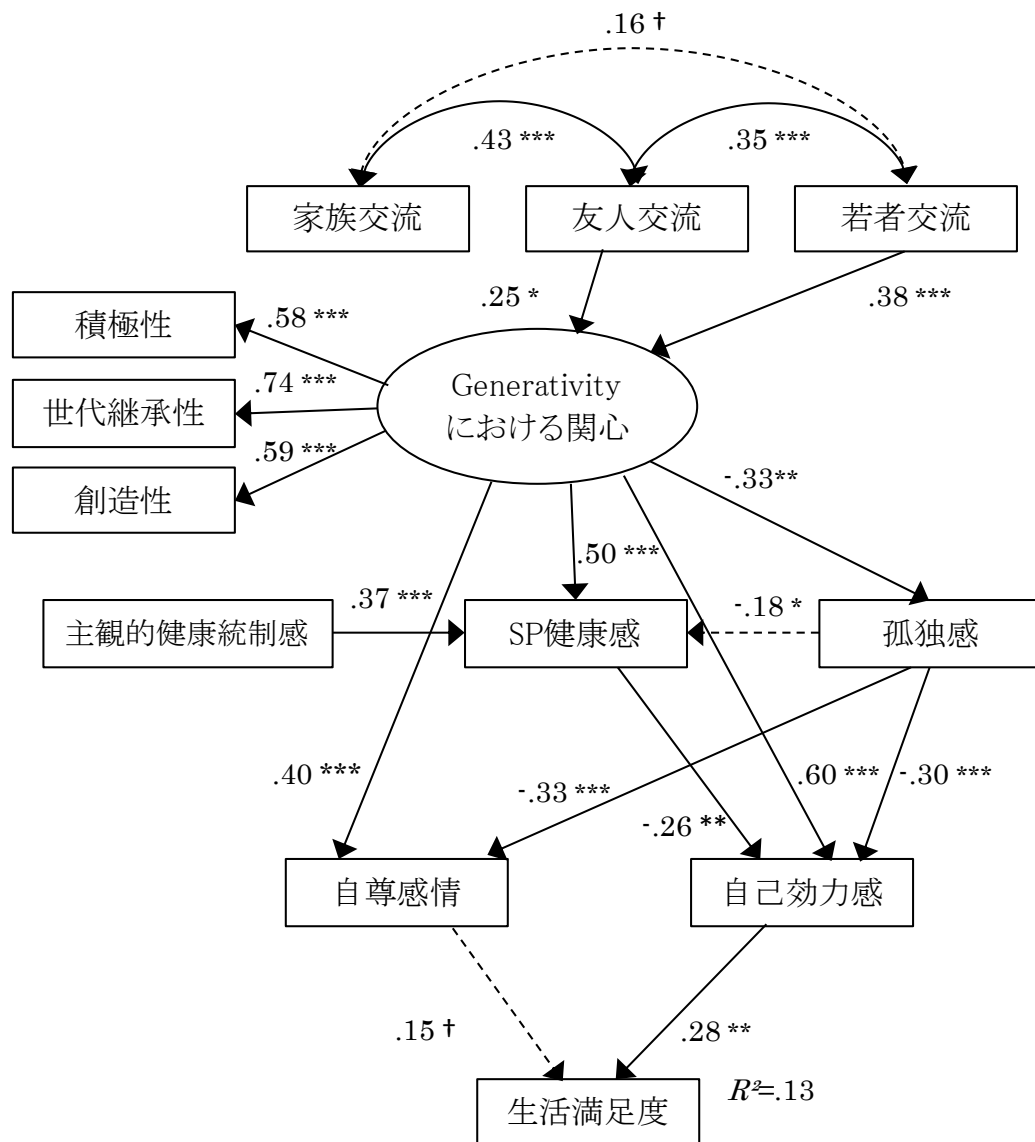 .16 †
.43 ***
.35 ***
家族交流
友人交流
若者交流
.25 *
.38 ***
積極性
.58 ***
世代継承性
.74 ***
創造性
.59 ***
Generativity
における関心
-.33**
.50 ***
.37 ***
-.18 *
主観的健康統制感
SP健康感
孤独感
.40 ***
-.33 ***
.60 ***
-.30 ***
-.26 **
自尊感情
自己効力感
.15 †
.28 **
生活満足度
R²=.13